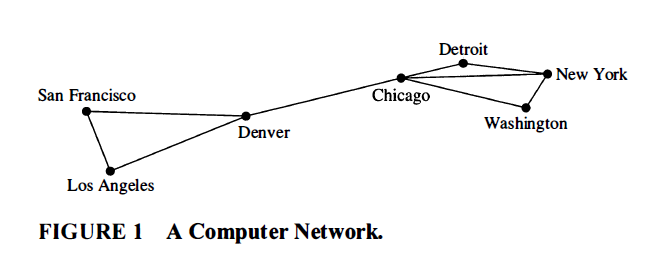 Detroit
New York
San Francisco
Chicago
Washington
Denver
Los Angeles
FIGURE 1 A Computer Network.